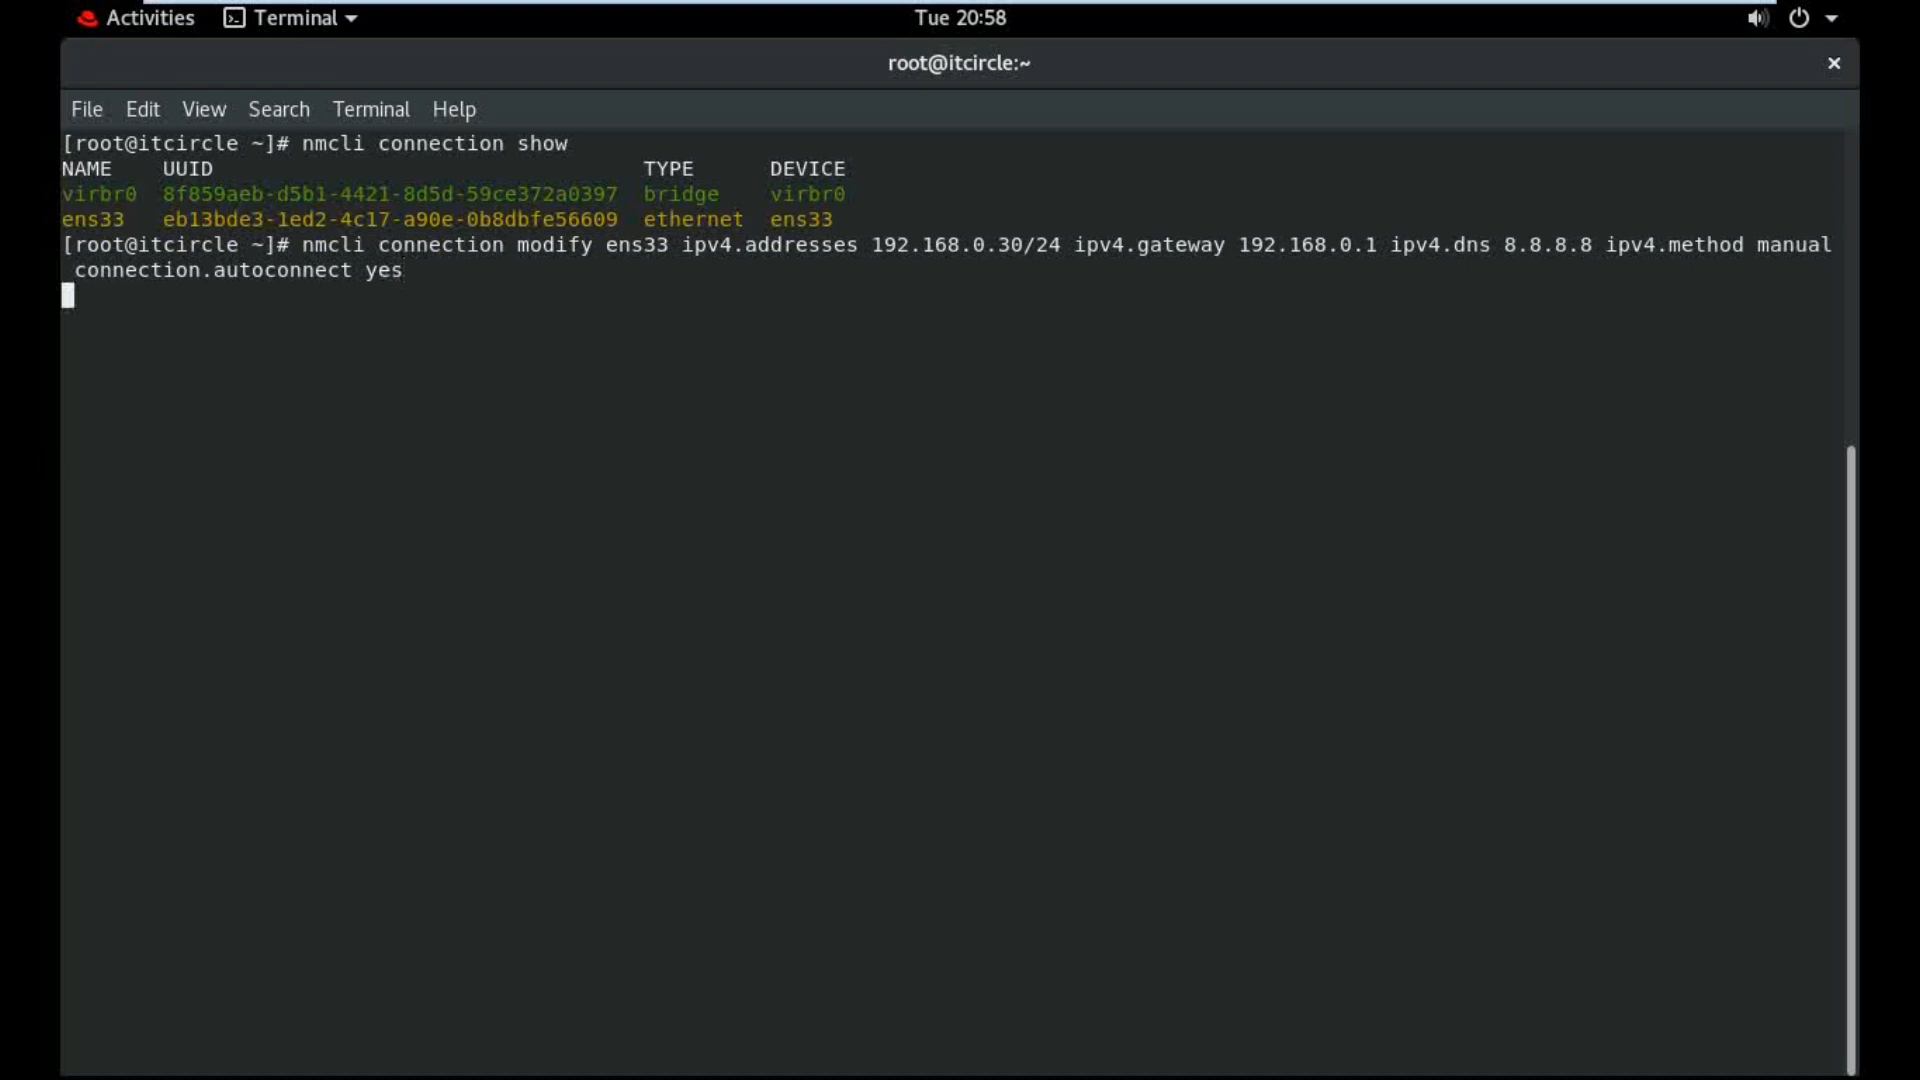 Activities Terminal Tue 20:58
root@itcircle:~ ×
File Edit View Search Terminal Help
[root@itcircle ~]# nmcli connection show
NAME    UUID                                  TYPE      DEVICE
virbr0  8f859aeb-d5b1-4421-8d5d-59ce372a0397  bridge    virbr0
ens33   eb13bde3-1ed2-4c17-a90e-0b8dbfe56609  ethernet  ens33
[root@itcircle ~]# nmcli connection modify ens33 ipv4.addresses 192.168.0.30/24 ipv4.gateway 192.168.0.1 ipv4.dns 8.8.8.8 ipv4.method manual
 connection.autoconnect yes